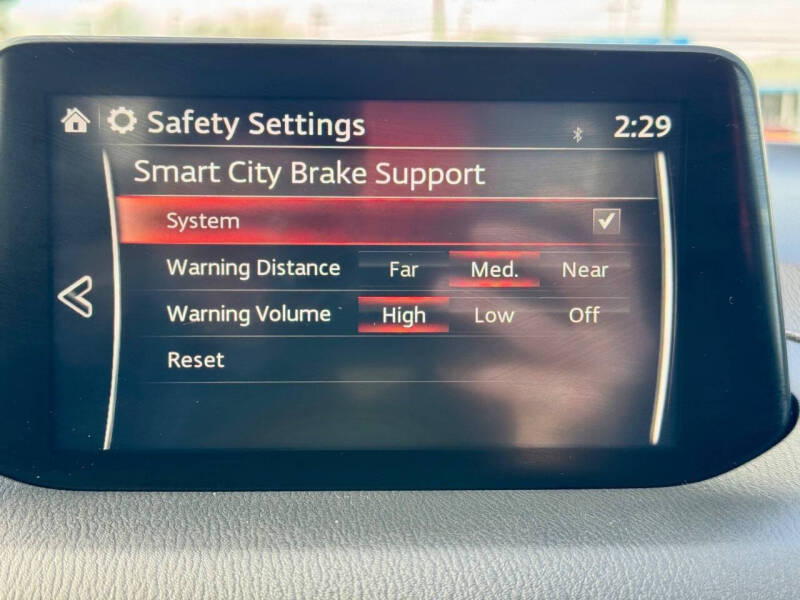 Safety Settings 2:29
Smart City Brake Support
System
Warning Distance Far Med. Near
Warning Volume High Low Off
Reset